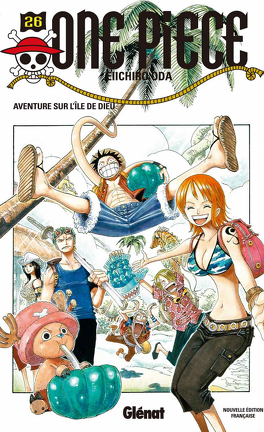 26
ONE PIECE
EIICHIRO ODA
AVENTURE SUR L'ÎLE DE DIEU
Glénat
NOUVELLE ÉDITION
FRANÇAISE